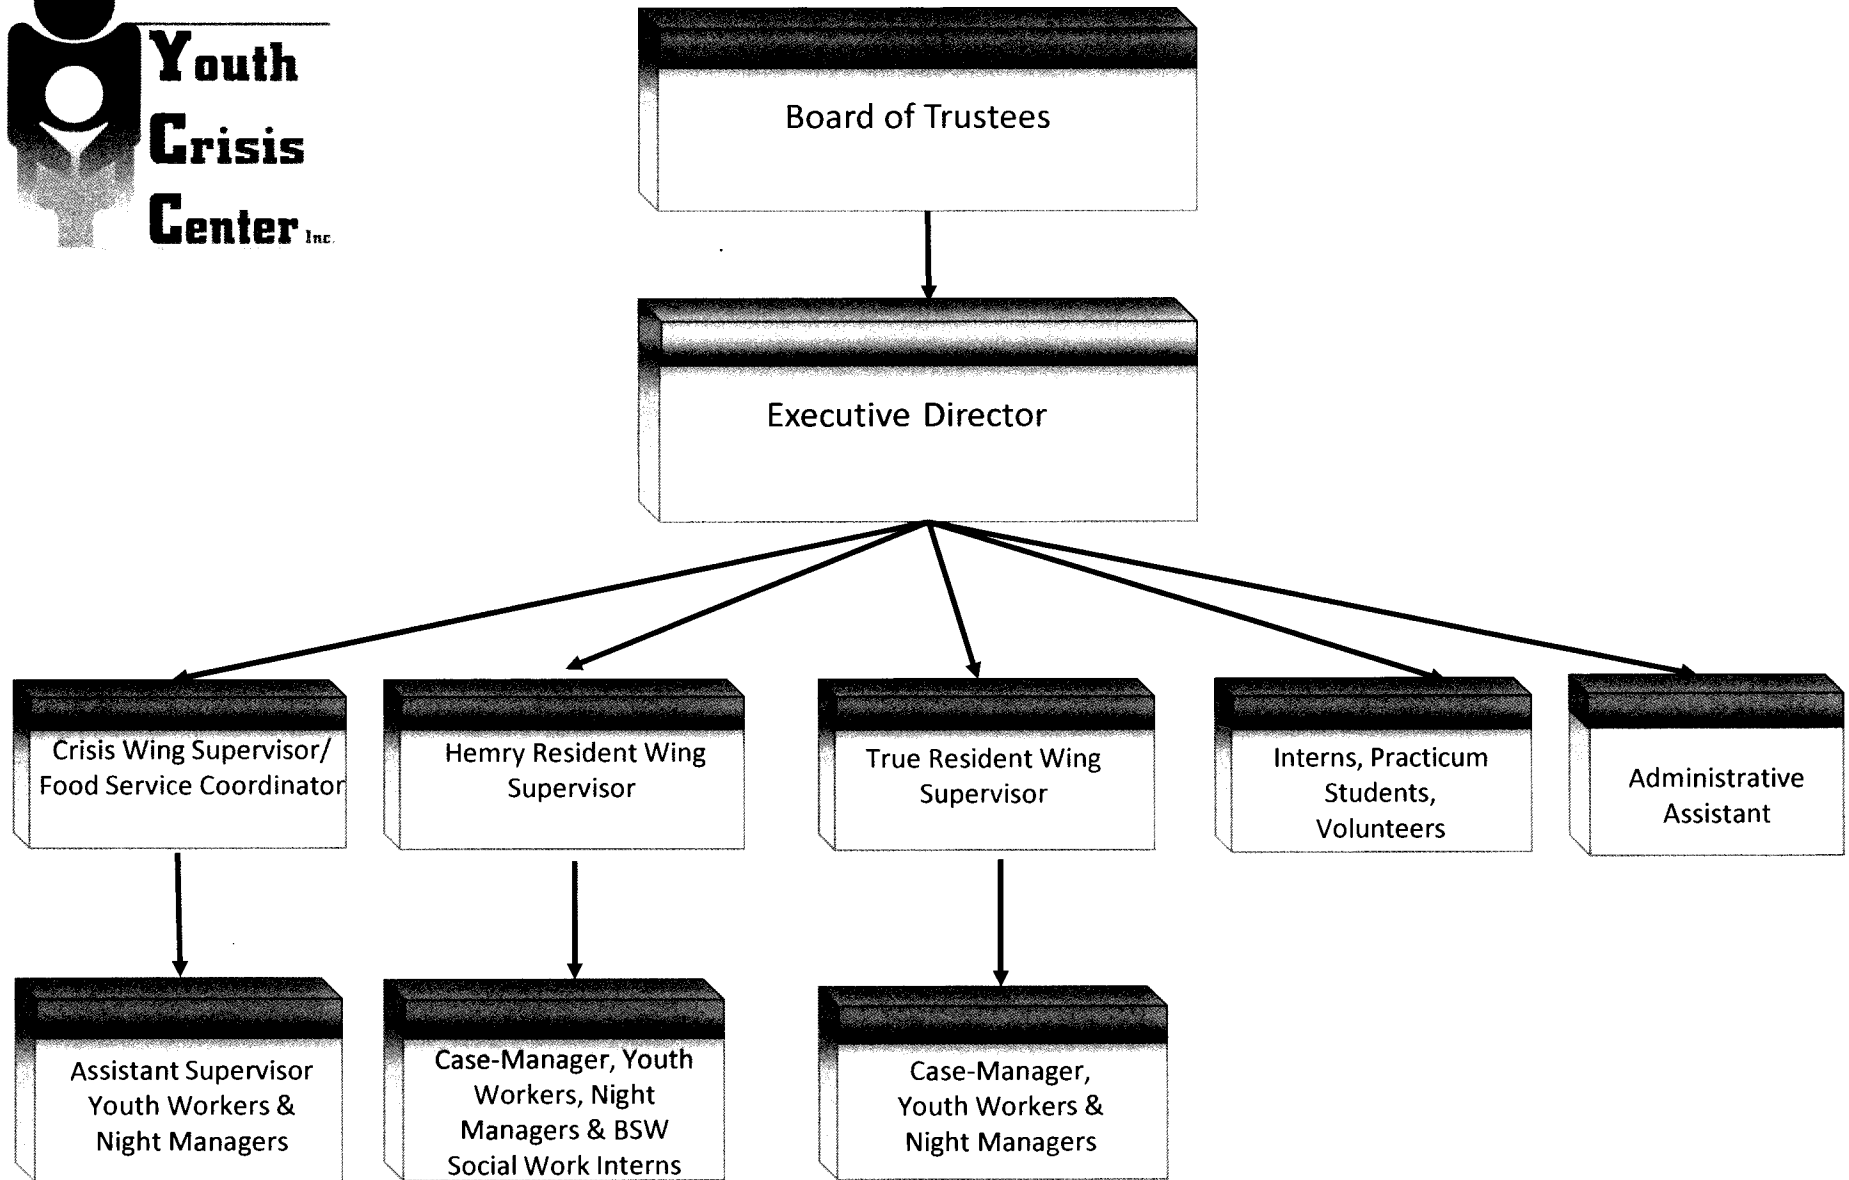 Youth
Crisis
Center Inc.
Board of Trustees
Executive Director
Crisis Wing Supervisor/
Food Service Coordinator
Hemry Resident Wing
Supervisor
True Resident Wing
Supervisor
Interns, Practicum
Students,
Volunteers
Administrative
Assistant
Assistant Supervisor
Youth Workers &
Night Managers
Case-Manager, Youth
Workers, Night
Managers & BSW
Social Work Interns
Case-Manager,
Youth Workers &
Night Managers